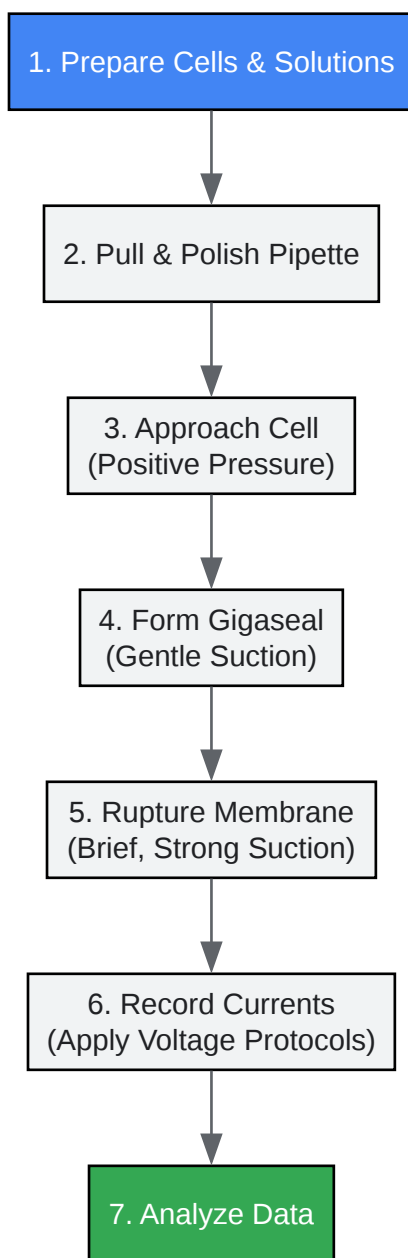 1. Prepare Cells & Solutions
2. Pull & Polish Pipette
3. Approach Cell
(Positive Pressure)
4. Form Gigaseal
(Gentle Suction)
5. Rupture Membrane
(Brief, Strong Suction)
6. Record Currents
(Apply Voltage Protocols)
7. Analyze Data